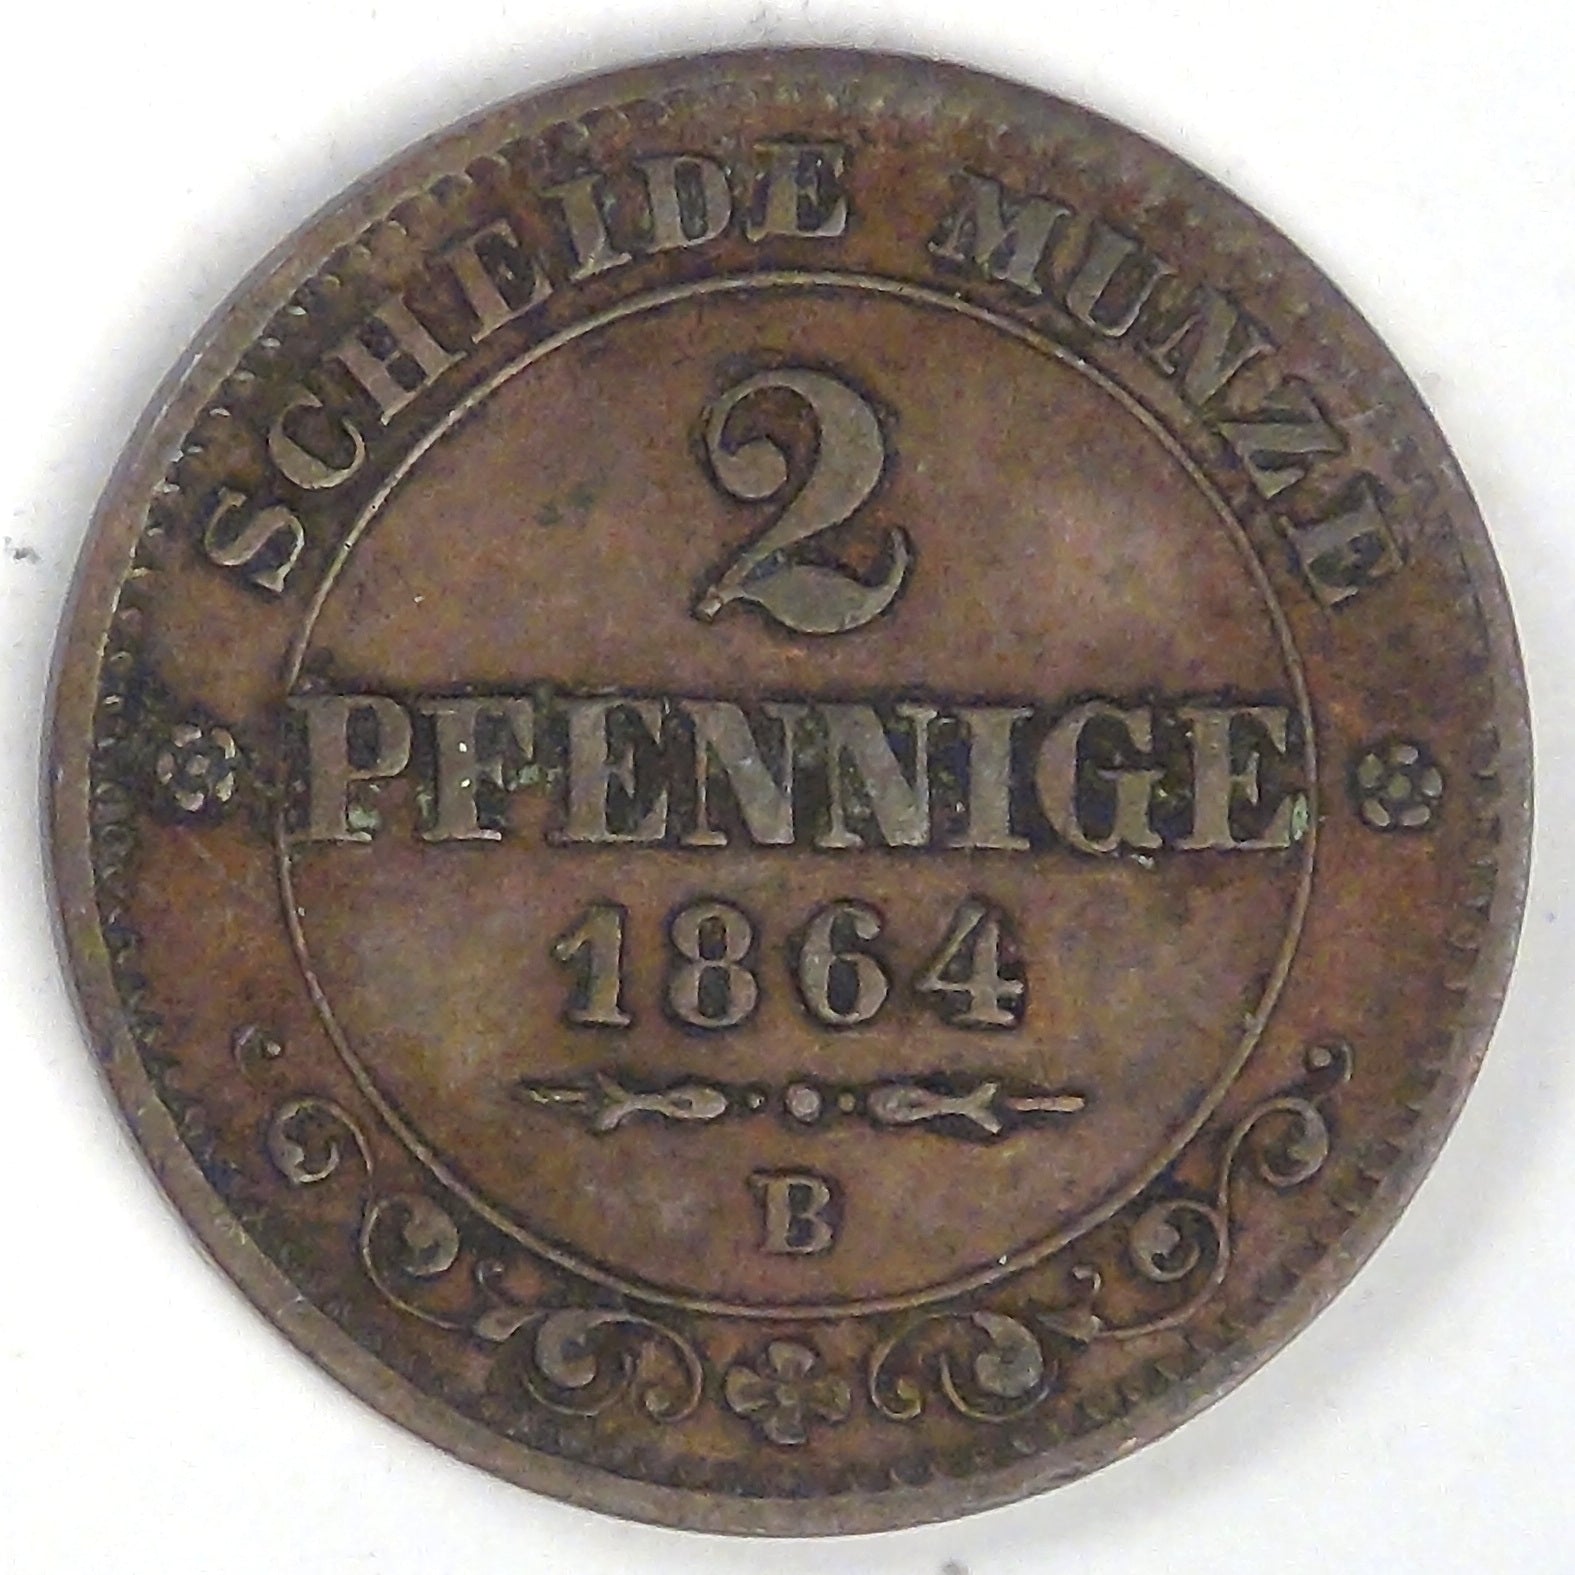 SCHEIDE MUNZE
2
PFENNIGE
1864
B